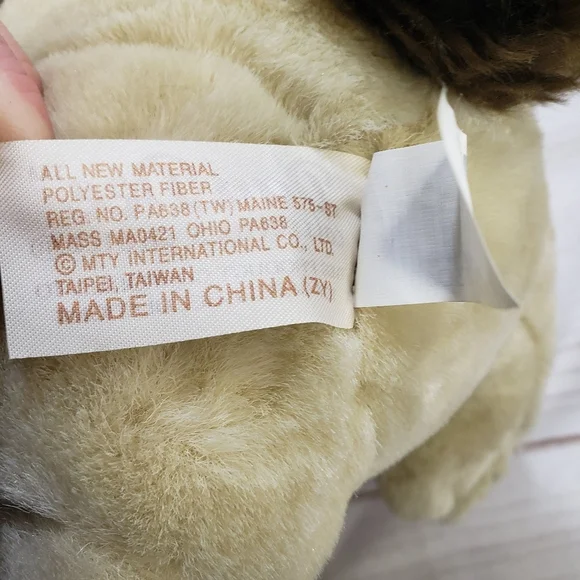 ALL NEW MATERIAL
POLYESTER FIBER
REG. NO. PA638 (TW) MAINE 575-87
MASS MA0421 OHIO PA638
© MTY INTERNATIONAL CO., LTD.
TAIPEI, TAIWAN
MADE IN CHINA (ZY)